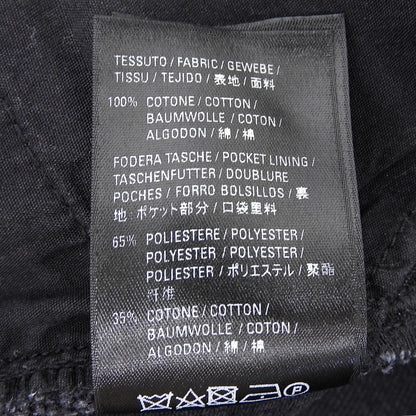 TESSUTO / FABRIC / GEWEBE /
TISSU / TEJIDO / 表地 / 面料
100% COTONE / COTTON /
BAUMWOLLE / COTON /
ALGODON / 綿 / 棉
FODERA TASCHE / POCKET LINING /
TASCHENFUTTER / DOUBLURE
POCHES / FORRO BOLSILLOS / 裏
地:ポケット部分 / 口袋里料
65% POLIESTERE / POLYESTER /
POLYESTER / POLYESTER /
POLIESTER / ポリエステル / 聚酯
纤维
35% COTONE / COTTON /
BAUMWOLLE / COTON /
ALGODON / 綿 / 棉
F